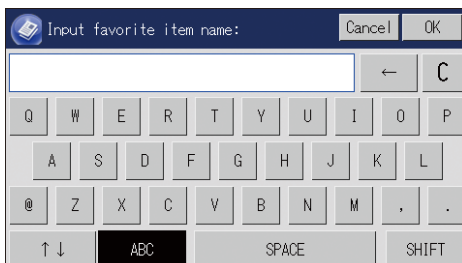 Input favorite item name: Cancel OK
← C
Q W E R T Y U I O P
A S D F G H J K L
@ Z X C V B N M , .
↑↓ ABC SPACE SHIFT